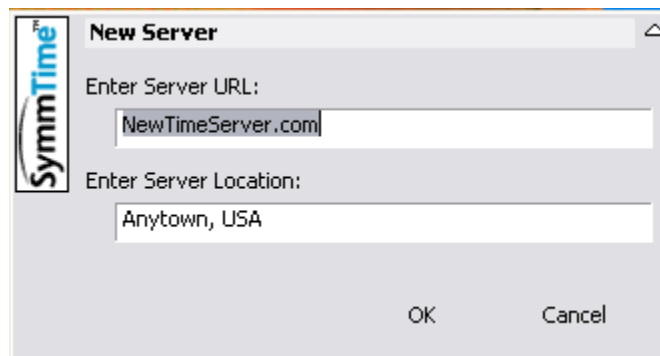 SymmTime™
New Server
Enter Server URL:
NewTimeServer.com
Enter Server Location:
Anytown, USA
OK
Cancel